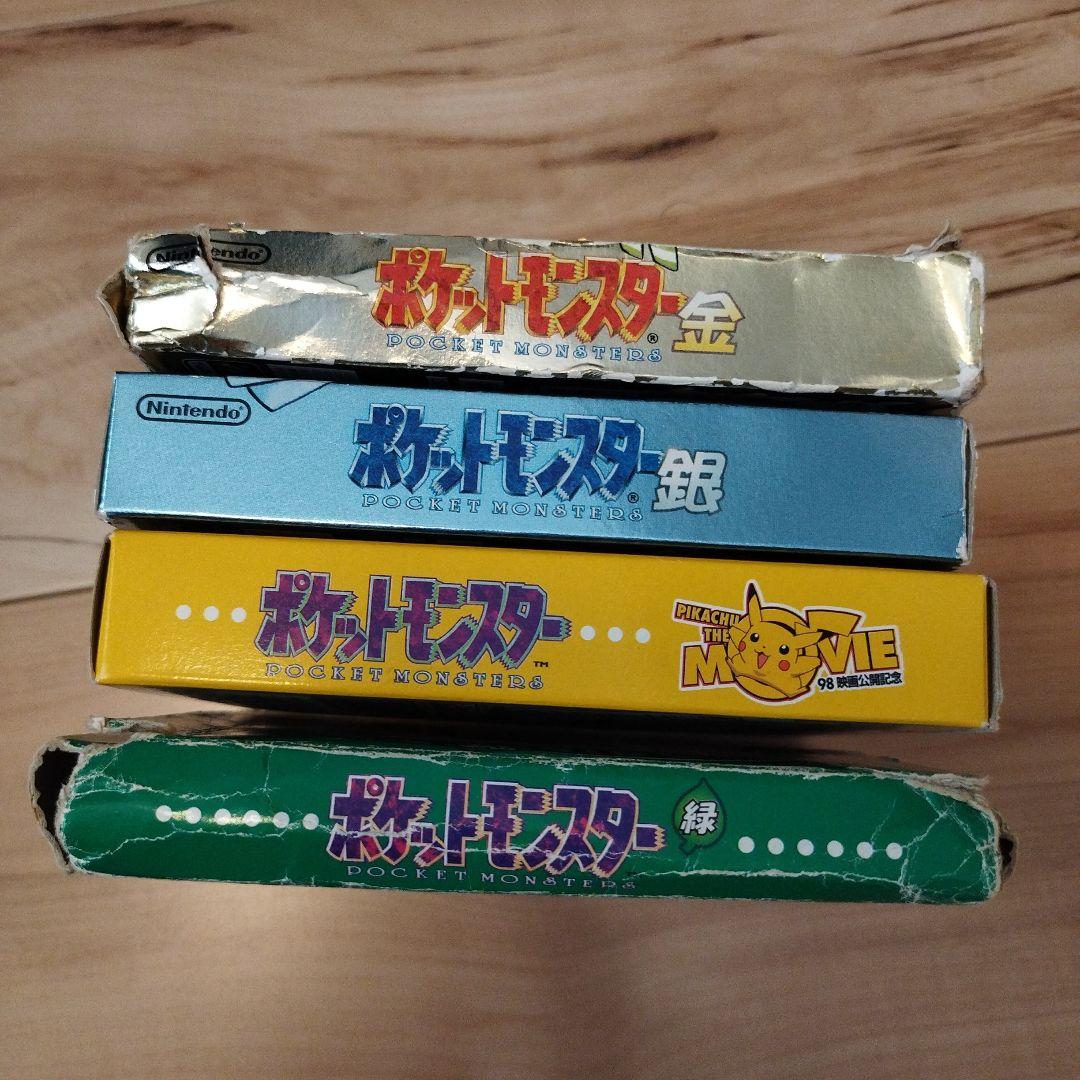 Nintendo
ポケットモンスター® 金
POCKET MONSTERS
Nintendo®
ポケットモンスター® 銀
POCKET MONSTERS
ポケットモンスター™
POCKET MONSTERS
PIKACHU
THE
MOVIE
98 映画公開記念
ポケットモンスター 緑
POCKET MONSTERS